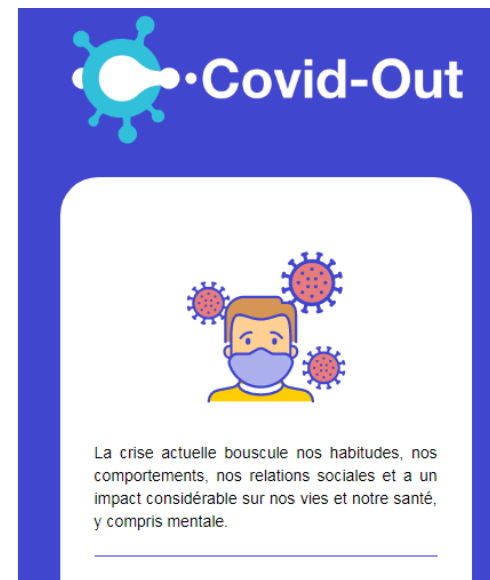 Covid-Out
La crise actuelle bouscule nos habitudes, nos
comportements, nos relations sociales et a un
impact considérable sur nos vies et notre santé,
y compris mentale.